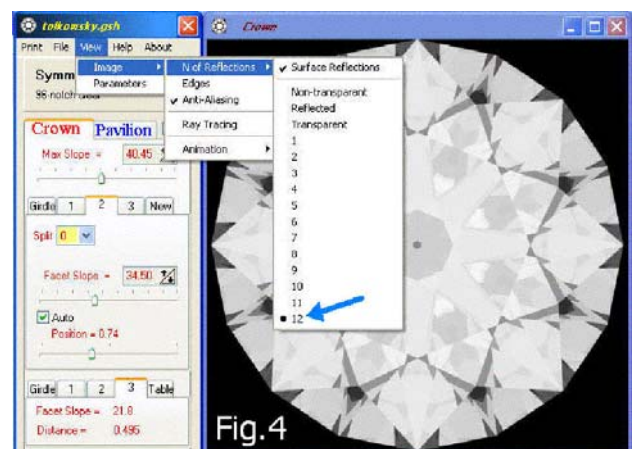 tolkowsky.gsh
Print File View Help About
Symm
96-notch
Crown Pavilion
Max Slope = 40.45
Girdle 1 2 3 New
Split 0
Facet Slope = 34.50
Auto
Position = 0.74
Girdle 1 2 3 Table
Facet Slope = 21.8
Distance = 0.495
Image
Parameters
N of Reflections
Edges
Anti-Aliasing
Ray Tracing
Animation
Surface Reflections
Non-transparent
Reflected
Transparent
1
2
3
4
5
6
7
8
9
10
11
12
Crown
Fig.4